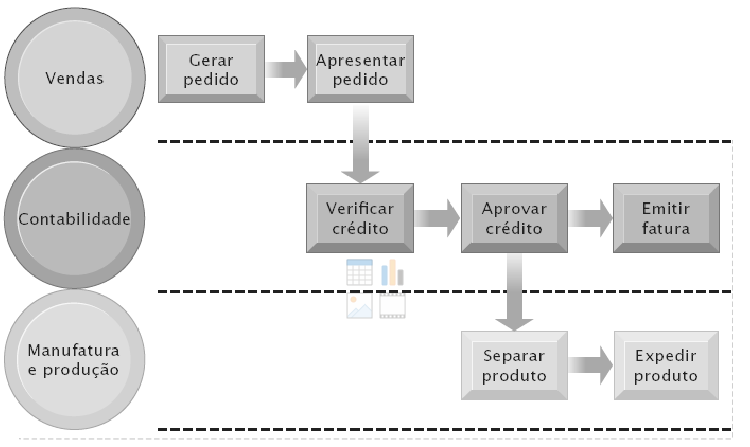 Vendas
Gerar
pedido
Apresentar
pedido
Contabilidade
Verificar
crédito
Aprovar
crédito
Emitir
fatura
Manufatura
e produção
Separar
produto
Expedir
produto